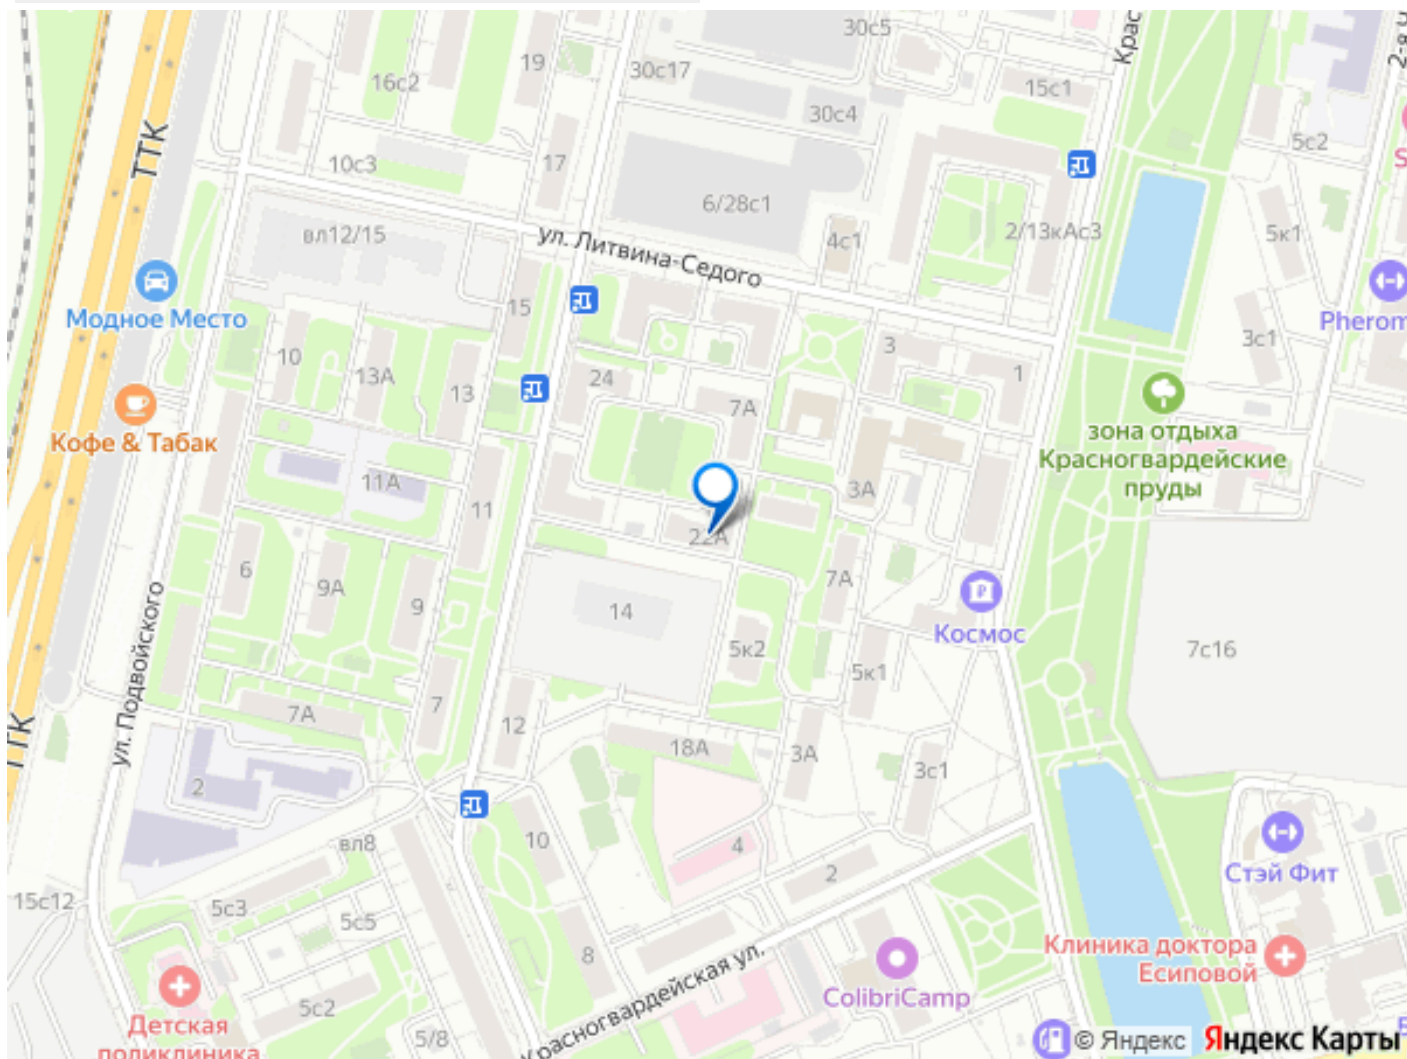 30с5
Крас
19
30с17
15с1
16с2
30с4
ТТК
5с2
10с3
17
6/28с1
вл12/15
ул. Литвина-Седого
4с1
2/13кАс3
5к1
Модное Место
15
Pherom
3с1
10
13А
3
1
24
13
7А
Кофе & Табак
зона отдыха
Красногвардейские
пруды
11А
3А
11
22А
6
9А
9
7А
14
Космос
ул. Подвойского
5к2
7с16
5к1
7А
7
12
18А
3А
3с1
ТТК
2
вл8
10
4
2
Стэй Фит
15с12
5с3
5с5
8
Красногвардейская ул.
Клиника доктора
Есиповой
ColibriCamp
5с2
Детская
поликлиника
5/8
© Яндекс
Яндекс Карты